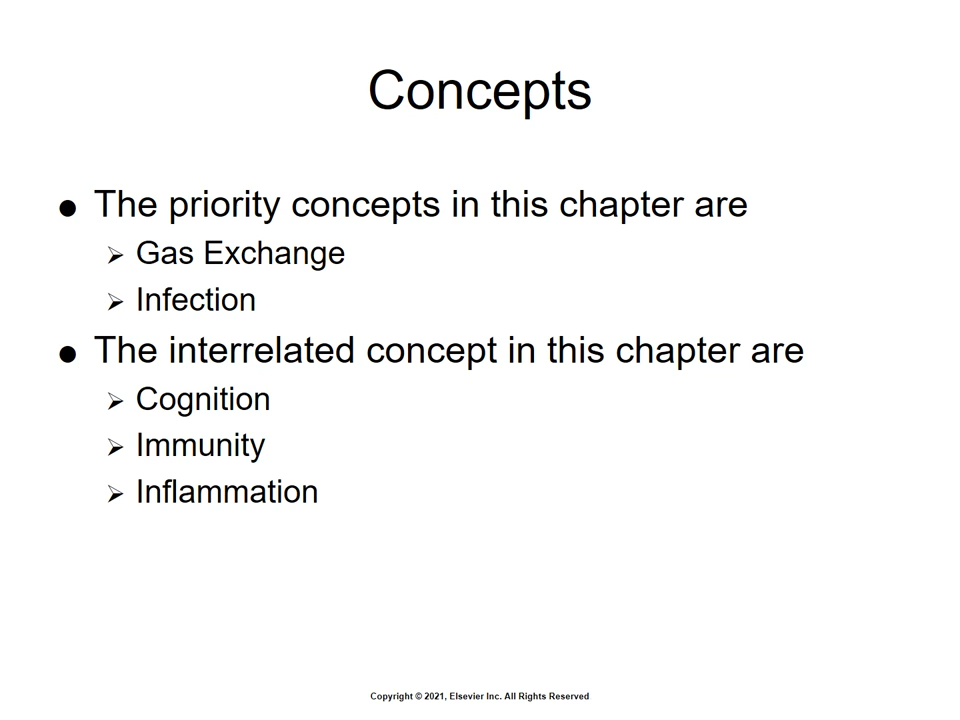 Concepts
● The priority concepts in this chapter are
➢ Gas Exchange
➢ Infection
● The interrelated concept in this chapter are
➢ Cognition
➢ Immunity
➢ Inflammation
Copyright © 2021, Elsevier Inc. All Rights Reserved